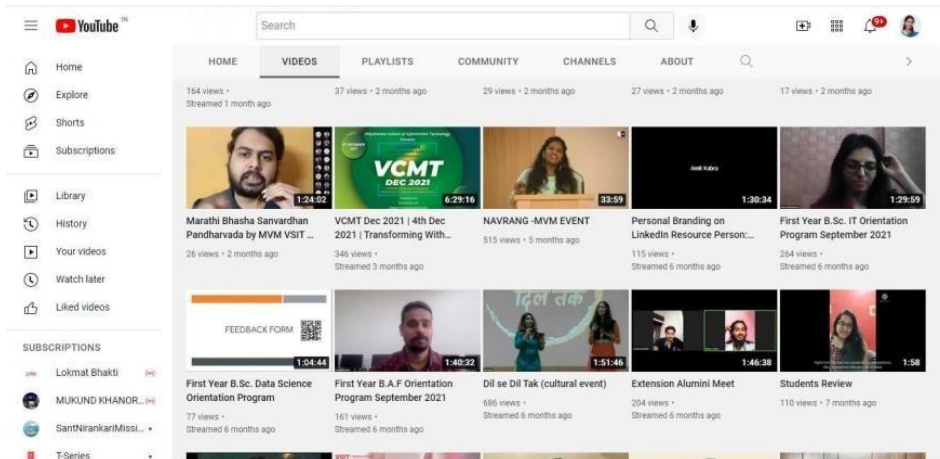 YouTube IN
Search
9+
Home
Explore
Shorts
Subscriptions
Library
History
Your videos
Watch later
Liked videos
SUBSCRIPTIONS
Lokmat Bhakti
MUKUND KHANOR...
SantNirankariMissi...
T-Series
HOME VIDEOS PLAYLISTS COMMUNITY CHANNELS ABOUT
164 views •
Streamed 1 month ago
37 views • 2 months ago
29 views • 2 months ago
27 views • 2 months ago
17 views • 2 months ago
1:24:02
Marathi Bhasha Sanvardhan
Pandharvada by MVM VSIT ...
26 views • 2 months ago
Vidyalankar School of Information Technology
VCMT
DEC 2021
6:29:16
VCMT Dec 2021 | 4th Dec
2021 | Transforming With...
346 views •
Streamed 3 months ago
33:59
NAVRANG -MVM EVENT
515 views • 5 months ago
Amit Kabra
1:30:34
Personal Branding on
LinkedIn Resource Person:...
115 views •
Streamed 6 months ago
1:29:59
First Year B.Sc. IT Orientation
Program September 2021
264 views •
Streamed 6 months ago
FEEDBACK FORM
1:04:44
First Year B.Sc. Data Science
Orientation Program
77 views •
Streamed 6 months ago
1:40:32
First Year B.A.F Orientation
Program September 2021
161 views •
Streamed 6 months ago
दिल तक
1:51:46
Dil se Dil Tak (cultural event)
686 views •
Streamed 6 months ago
1:46:38
Extension Alumini Meet
204 views •
Streamed 6 months ago
1:58
Students Review
110 views • 7 months ago